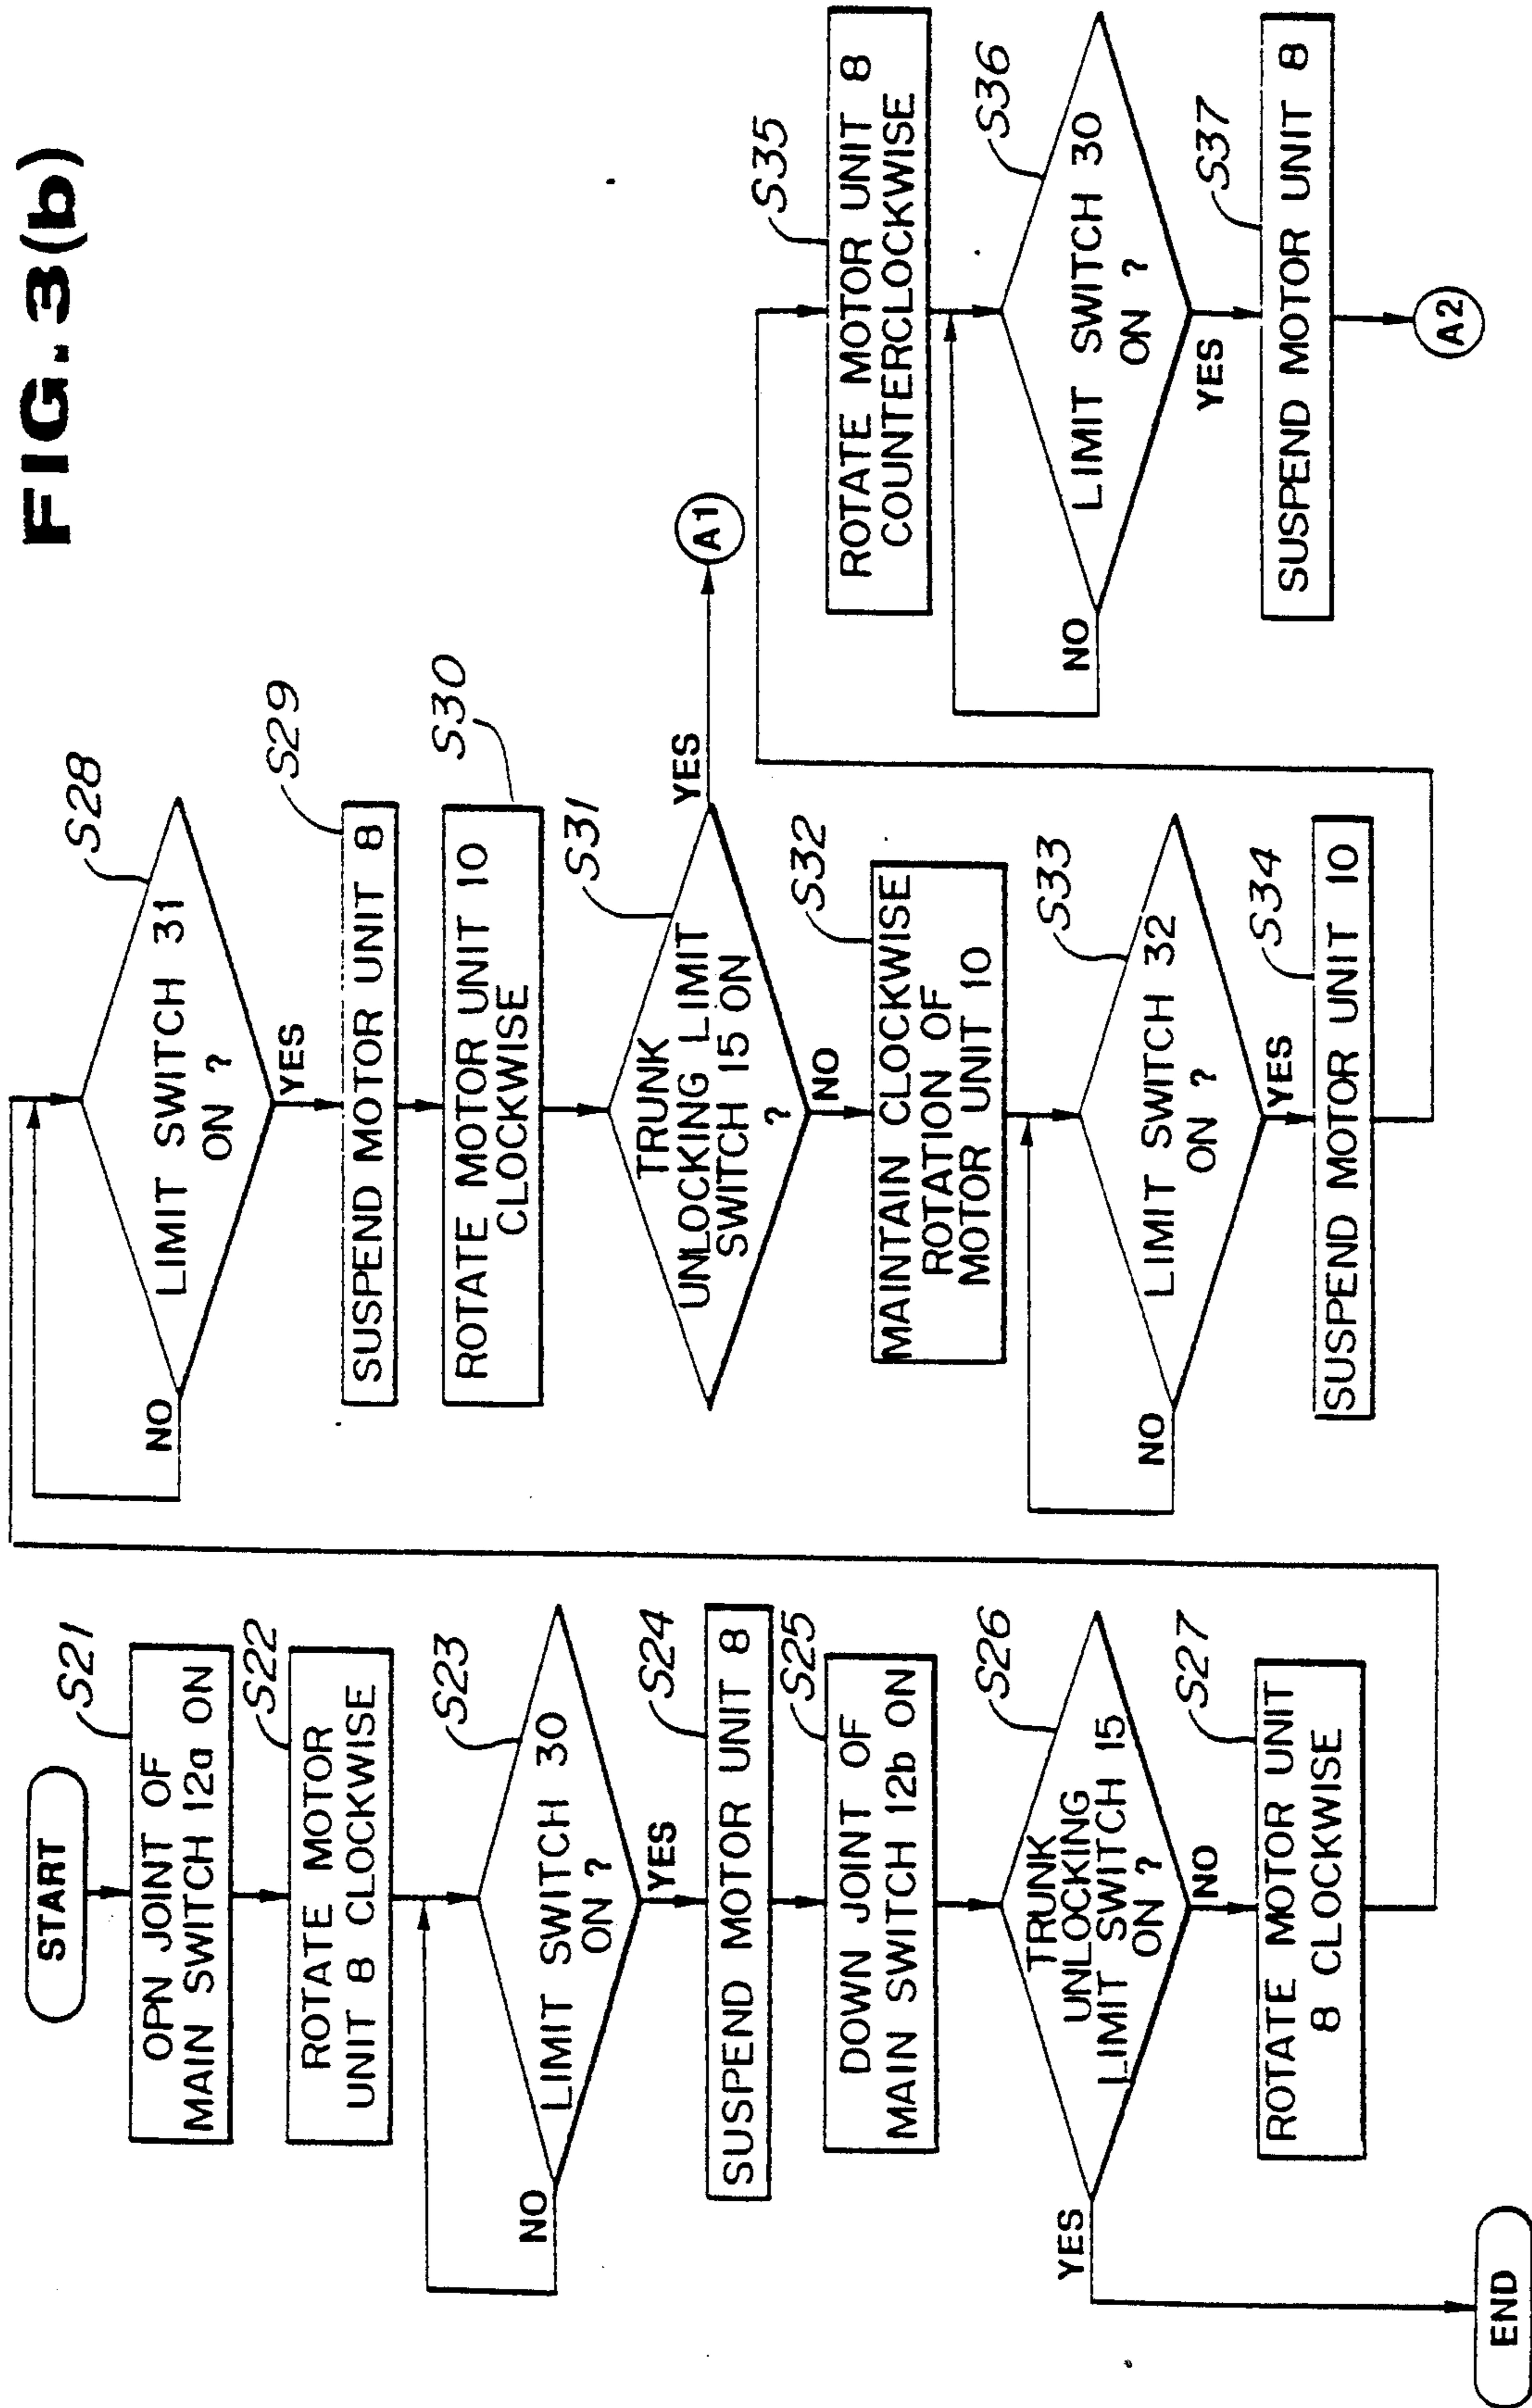 FIG. 3(b)
START
S21
OPN JOINT OF
MAIN SWITCH 12a ON
S22
ROTATE MOTOR
UNIT 8 CLOCKWISE
S23
LIMIT SWITCH 30
ON ?
NO
YES
S24
SUSPEND MOTOR UNIT 8
S25
DOWN JOINT OF
MAIN SWITCH 12b ON
S26
TRUNK
UNLOCKING
LIMIT SWITCH 15
ON ?
YES
NO
S27
ROTATE MOTOR UNIT
8 CLOCKWISE
END
S28
LIMIT SWITCH 31
ON ?
NO
YES
S29
SUSPEND MOTOR UNIT 8
S30
ROTATE MOTOR UNIT 10
CLOCKWISE
S31
TRUNK
UNLOCKING LIMIT
SWITCH 15 ON
?
YES
A1
NO
S32
MAINTAIN CLOCKWISE
ROTATION OF
MOTOR UNIT 10
S33
LIMIT SWITCH 32
ON ?
NO
YES
S34
SUSPEND MOTOR UNIT 10
S35
ROTATE MOTOR UNIT 8
COUNTERCLOCKWISE
S36
LIMIT SWITCH 30
ON ?
NO
YES
S37
SUSPEND MOTOR UNIT 8
A2